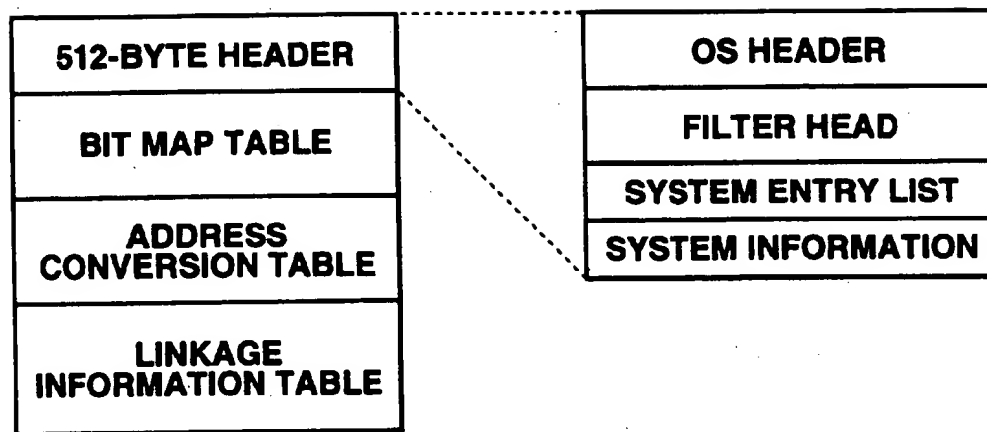 512-BYTE HEADER
BIT MAP TABLE
ADDRESS
CONVERSION TABLE
LINKAGE
INFORMATION TABLE
OS HEADER
FILTER HEAD
SYSTEM ENTRY LIST
SYSTEM INFORMATION